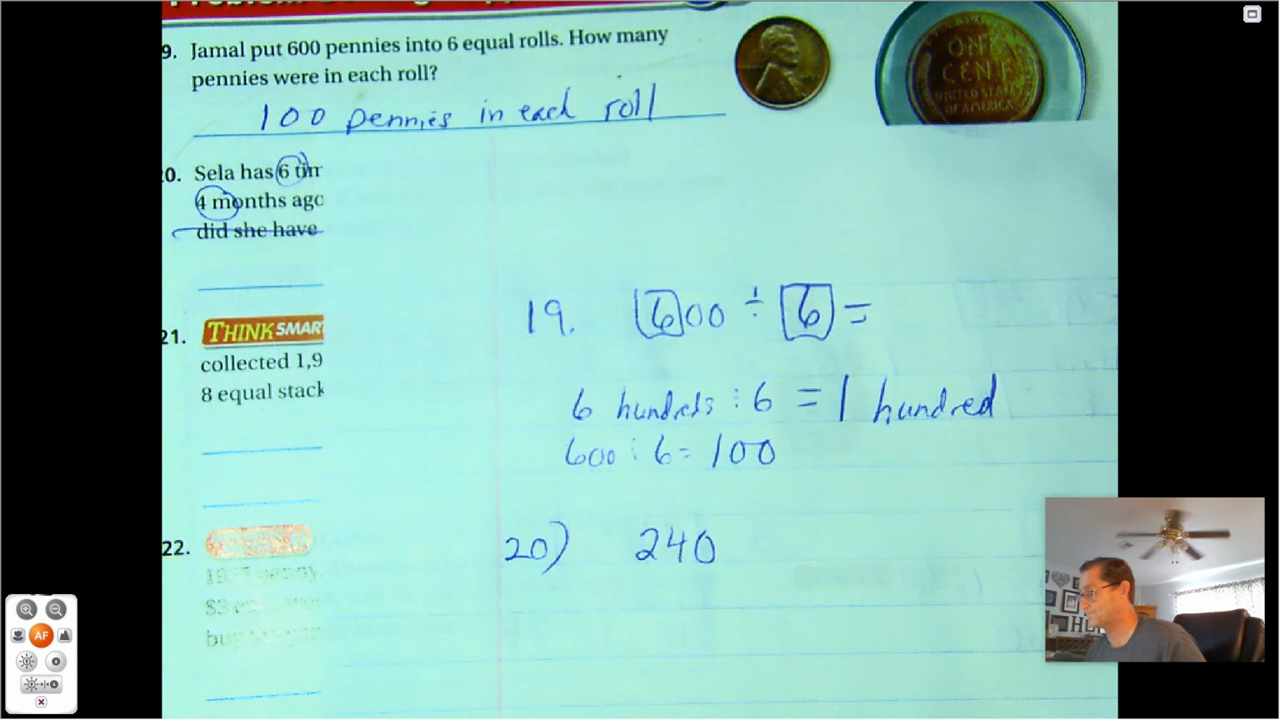 9. Jamal put 600 pennies into 6 equal rolls. How many
pennies were in each roll?
100 pennies in each roll
ONE
CENT
UNITED STATES
OF AMERICA
20. Sela has 6 tim
4 months ago
did she have
19. 600 ÷ 6 =
21. THINK SMAR
collected 1,9
8 equal stack
6 hundreds ÷ 6 = 1 hundred
600 ÷ 6 = 100
22.
20) 240
$3
AF